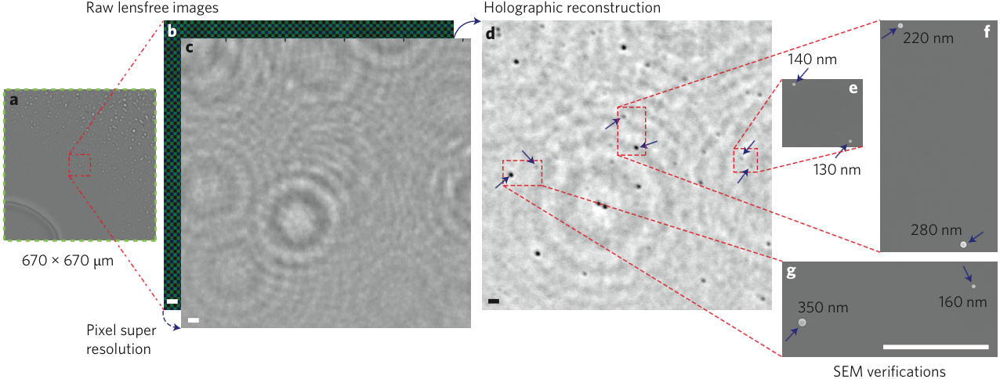 Raw lensfree images
Holographic reconstruction
b
c
d
f
220 nm
140 nm
a
e
130 nm
280 nm
670 × 670 µm
g
350 nm
160 nm
Pixel super
resolution
SEM verifications